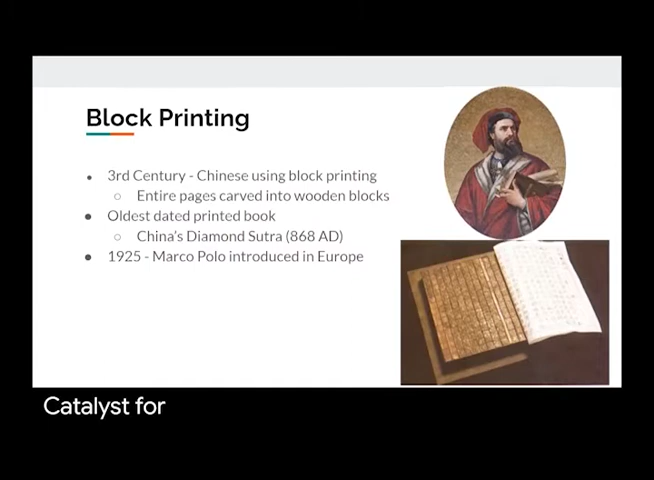 Block Printing
3rd Century - Chinese using block printing
Entire pages carved into wooden blocks
Oldest dated printed book
China's Diamond Sutra (868 AD)
1925 - Marco Polo introduced in Europe
Catalyst for